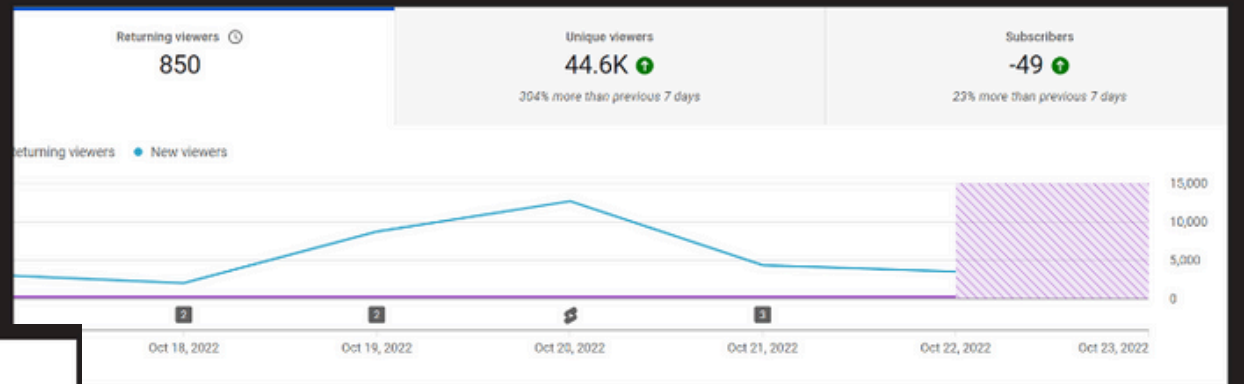 Returning viewers
850
Unique viewers
44.6K
304% more than previous 7 days
Subscribers
-49
23% more than previous 7 days
eturning viewers New viewers
15,000
10,000
5,000
0
2 2 3
Oct 18, 2022 Oct 19, 2022 Oct 20, 2022 Oct 21, 2022 Oct 22, 2022 Oct 23, 2022